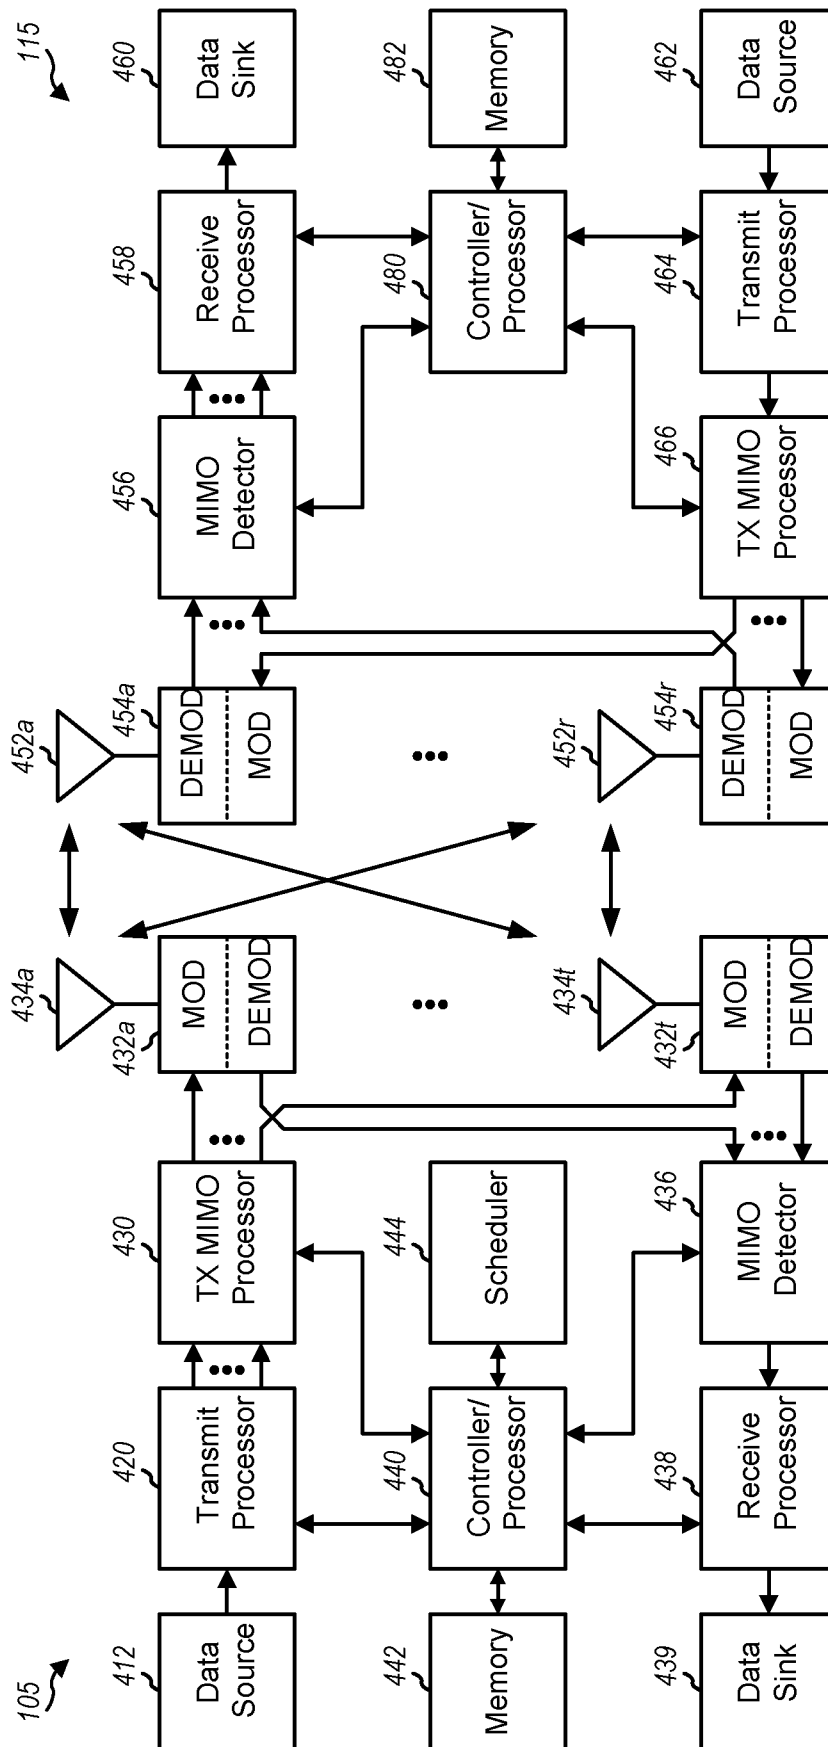 105
412
Data
Source
420
Transmit
Processor
430
TX MIMO
Processor
432a
MOD
DEMOD
434a
442
Memory
440
Controller/
Processor
444
Scheduler
439
Data
Sink
438
Receive
Processor
436
MIMO
Detector
432t
MOD
DEMOD
434t
115
452a
454a
DEMOD
MOD
456
MIMO
Detector
458
Receive
Processor
460
Data
Sink
480
Controller/
Processor
482
Memory
452r
454r
DEMOD
MOD
466
TX MIMO
Processor
464
Transmit
Processor
462
Data
Source